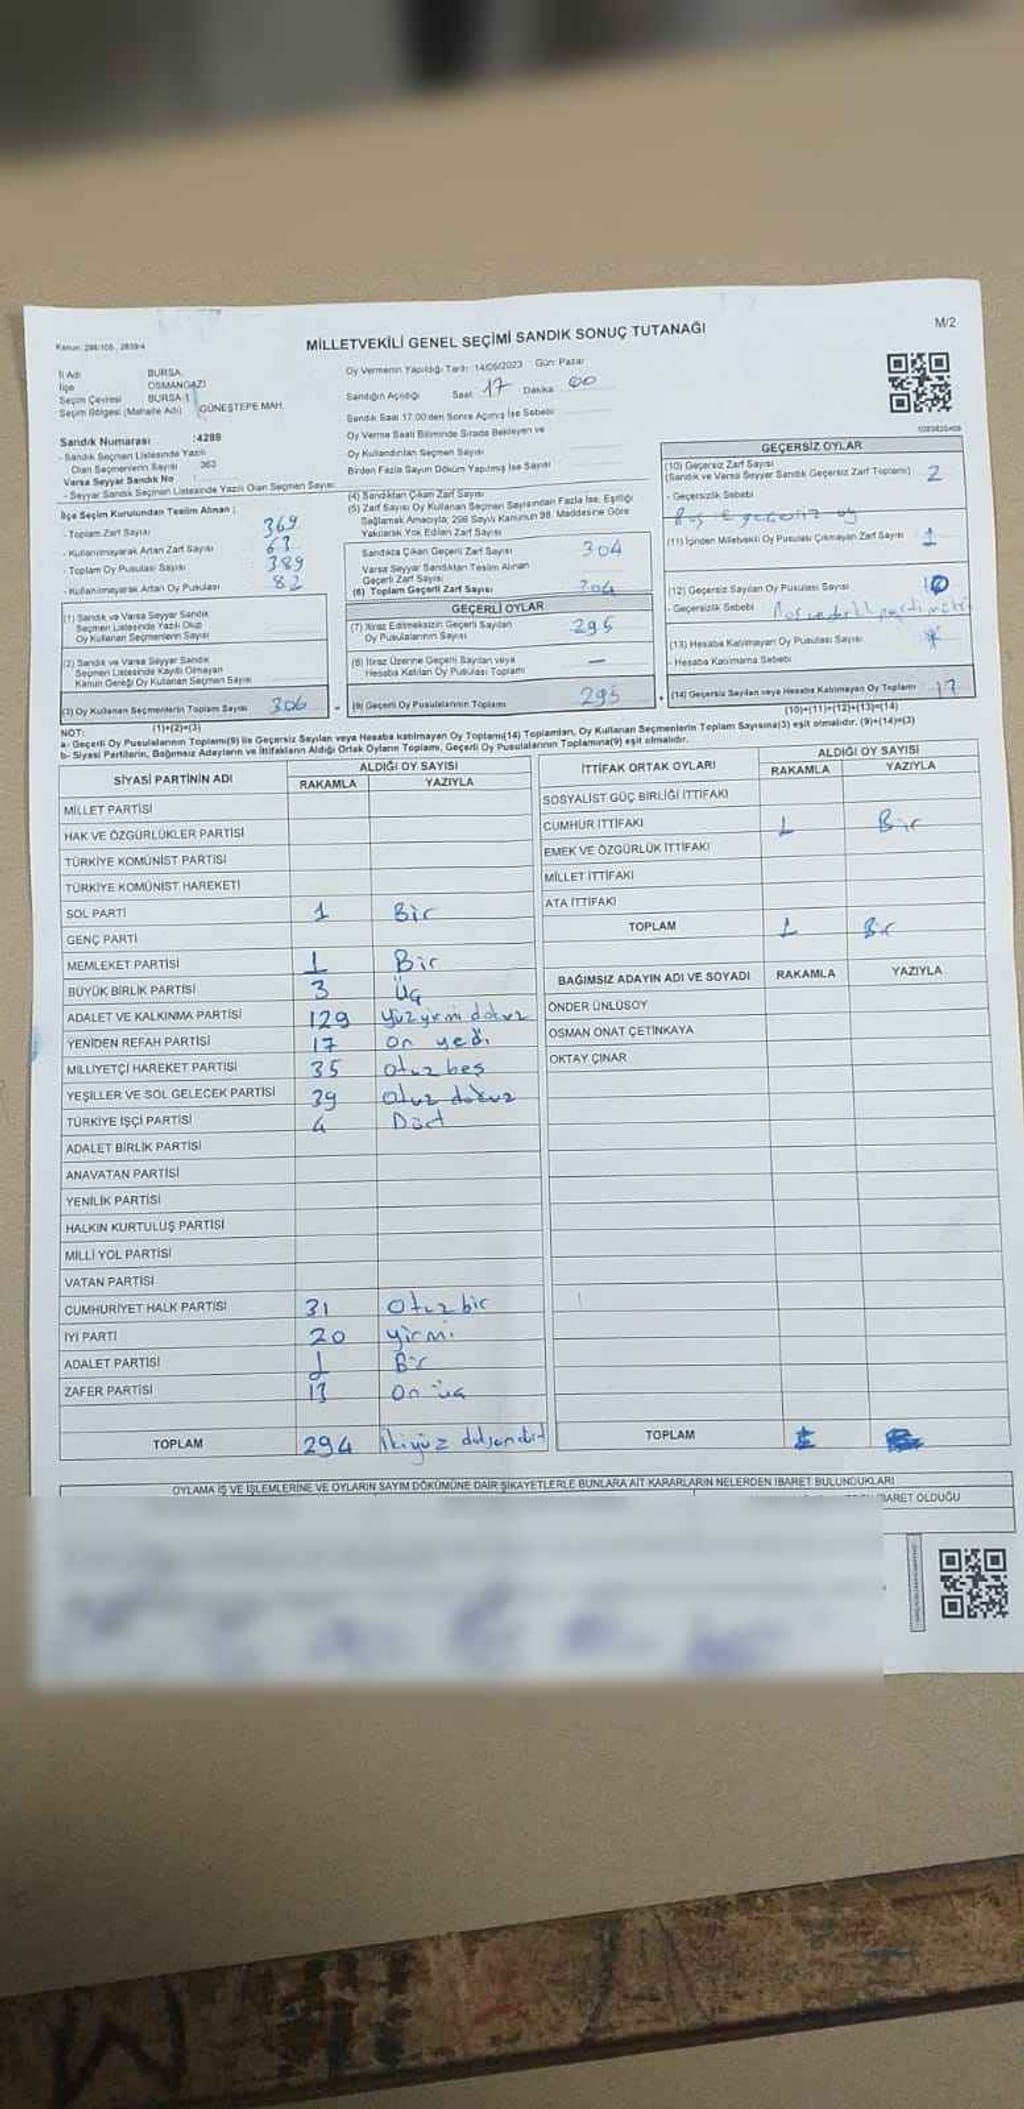 Kanun: 298/105, 2839/4
MİLLETVEKİLİ GENEL SEÇİMİ SANDIK SONUÇ TUTANAĞI
M/2
İl Adı BURSA
İlçe OSMANGAZİ
Seçim Çevresi BURSA-1
Seçim Bölgesi (Mahalle Adı) GÜNEŞTEPE MAH.
Sandık Numarası :4288
- Sandık Seçmen Listesinde Yazılı
Olan Seçmenlerin Sayısı 363
Varsa Seyyar Sandık No
- Seyyar Sandık Seçmen Listesinde Yazılı Olan Seçmen Sayısı
Oy Vermenin Yapıldığı Tarih: 14/05/2023 Gün: Pazar
Sandığın Açıldığı Saat 17 Dakika 00
Sandık Saat 17:00'den Sonra Açılmış İse Sebebi
Oy Verme Saati Bitiminde Sırada Bekleyen ve
Oy Kullandırılan Seçmen Sayısı
Birden Fazla Sayım Döküm Yapılmış İse Sayısı
İlçe Seçim Kurulundan Teslim Alınan ;
- Toplam Zarf Sayısı 369
- Kullanılmayarak Artan Zarf Sayısı 63
- Toplam Oy Pusulası Sayısı 389
- Kullanılmayarak Artan Oy Pusulası 82
(1) Sandık ve Varsa Seyyar Sandık
Seçmen Listesinde Yazılı Olup
Oy Kullanan Seçmenlerin Sayısı
(2) Sandık ve Varsa Seyyar Sandık
Seçmen Listesinde Kayıtlı Olmayan
Kanun Gereği Oy Kullanan Seçmen Sayısı
(3) Oy Kullanan Seçmenlerin Toplam Sayısı 306
(1)+(2)=(3)
(4) Sandıktan Çıkan Zarf Sayısı
(5) Zarf Sayısı Oy Kullanan Seçmen Sayısından Fazla İse, Eşitliği
Sağlamak Amacıyla; 298 Sayılı Kanunun 98. Maddesine Göre
Yakılarak Yok Edilen Zarf Sayısı
Sandıkta Çıkan Geçerli Zarf Sayısı 304
Varsa Seyyar Sandıktan Teslim Alınan
Geçerli Zarf Sayısı
(6) Toplam Geçerli Zarf Sayısı 304
GEÇERLİ OYLAR
(7) İtiraz Edilmeksizin Geçerli Sayılan
Oy Pusulalarının Sayısı 295
(8) İtiraz Üzerine Geçerli Sayılan veya
Hesaba Katılan Oy Pusulası Toplamı —
(9) Geçerli Oy Pusulalarının Toplamı 295
GEÇERSİZ OYLAR
(10) Geçersiz Zarf Sayısı
(Sandık ve Varsa Seyyar Sandık Geçersiz Zarf Toplamı) 2
- Geçersizlik Sebebi
Boş geçersiz oy
(11) İçinden Milletvekili Oy Pusulası Çıkmayan Zarf Sayısı 1
(12) Geçersiz Sayılan Oy Pusulası Sayısı
- Geçersizlik Sebebi
(13) Hesaba Katılmayan Oy Pusulası Sayısı
- Hesaba Katılmama Sebebi
(14) Geçersiz Sayılan veya Hesaba Katılmayan Oy Toplamı
(10)+(11)+(12)+(13)=(14)
NOT:
a- Geçerli Oy Pusulalarının Toplamı(9) ile Geçersiz Sayılan veya Hesaba katılmayan Oy Toplamı(14) Toplamları, Oy Kullanan Seçmenlerin Toplam Sayısına(3) eşit olmalıdır. (9)+(14)=(3)
b- Siyasi Partilerin, Bağımsız Adayların ve İttifakların Aldığı Ortak Oyların Toplamı, Geçerli Oy Pusulalarının Toplamına(9) eşit olmalıdır.
SİYASİ PARTİNİN ADI ALDIĞI OY SAYISI
RAKAMLA YAZIYLA
MİLLET PARTİSİ
HAK VE ÖZGÜRLÜKLER PARTİSİ
TÜRKİYE KOMÜNİST PARTİSİ
TÜRKİYE KOMÜNİST HAREKETİ
SOL PARTİ 1 Bir
GENÇ PARTİ
MEMLEKET PARTİSİ 1 Bir
BÜYÜK BİRLİK PARTİSİ 3 Üç
ADALET VE KALKINMA PARTİSİ 129 Yüzyirmi dokuz
YENİDEN REFAH PARTİSİ 17 On yedi
MİLLİYETÇİ HAREKET PARTİSİ 35 Otuz beş
YEŞİLLER VE SOL GELECEK PARTİSİ 39 Otuz dokuz
TÜRKİYE İŞÇİ PARTİSİ 4 Dört
ADALET BİRLİK PARTİSİ
ANAVATAN PARTİSİ
YENİLİK PARTİSİ
HALKIN KURTULUŞ PARTİSİ
MİLLİ YOL PARTİSİ
VATAN PARTİSİ
CUMHURİYET HALK PARTİSİ 31 Otuz bir
İYİ PARTİ 20 Yirmi
ADALET PARTİSİ 1 Bir
ZAFER PARTİSİ 13 On üç
TOPLAM 294 İkiyüz doksandört
İTTİFAK ORTAK OYLARI ALDIĞI OY SAYISI
RAKAMLA YAZIYLA
SOSYALİST GÜÇ BİRLİĞİ İTTİFAKI
CUMHUR İTTİFAKI 1 Bir
EMEK VE ÖZGÜRLÜK İTTİFAKI
MİLLET İTTİFAKI
ATA İTTİFAKI
TOPLAM 1 Bir
BAĞIMSIZ ADAYIN ADI VE SOYADI RAKAMLA YAZIYLA
ÖNDER ÜNLÜSOY
OSMAN ONAT ÇETİNKAYA
OKTAY ÇINAR
TOPLAM
OYLAMA İŞ VE İŞLEMLERİNE VE OYLARIN SAYIM DÖKÜMÜNE DAİR ŞİKAYETLERLE BUNLARA AİT KARARLARIN NELERDEN İBARET BULUNDUKLARI
İBARET OLDUĞU